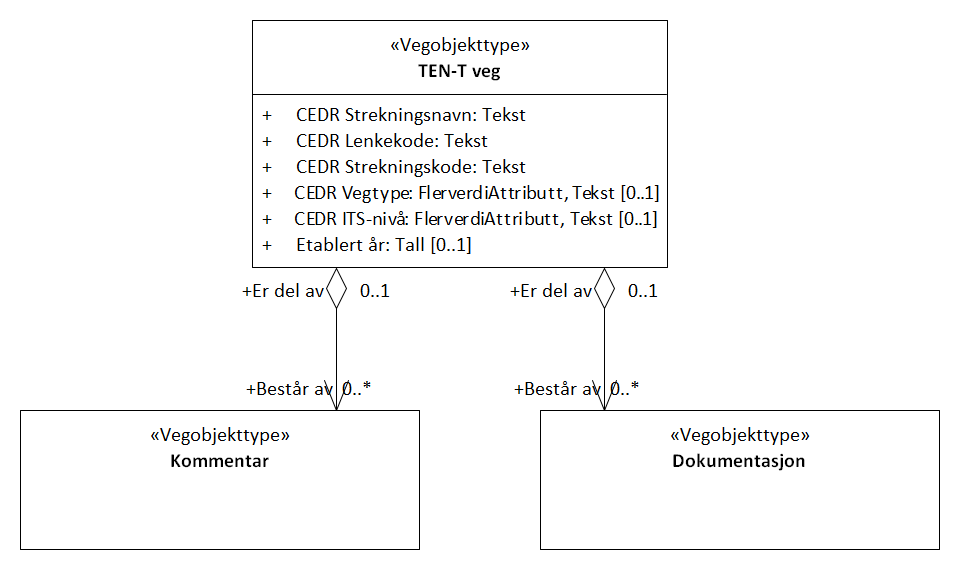 «Vegobjekttype»
TEN-T veg
+ CEDR Strekningsnavn: Tekst
+ CEDR Lenkekode: Tekst
+ CEDR Strekningskode: Tekst
+ CEDR Vegtype: FlerverdiAttributt, Tekst [0..1]
+ CEDR ITS-nivå: FlerverdiAttributt, Tekst [0..1]
+ Etablert år: Tall [0..1]
+Er del av 0..1 +Er del av 0..1
+Består av 0..* +Består av 0..*
«Vegobjekttype» «Vegobjekttype»
Kommentar Dokumentasjon